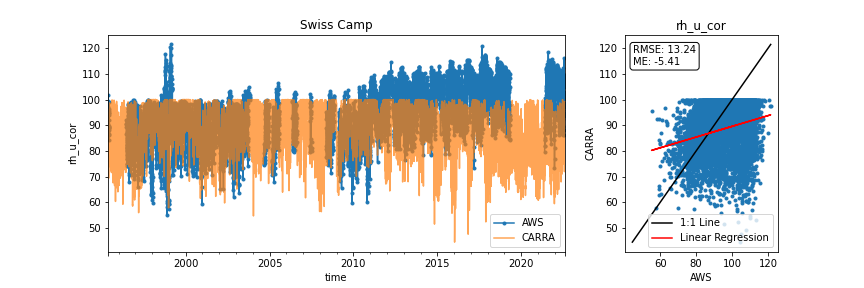 Swiss Camp
rh_u_cor
120
110
100
90
80
70
60
50
rh_u_cor
2000
2005
2010
2015
2020
time
AWS
CARRA
RMSE: 13.24
ME: -5.41
120
110
100
90
80
70
60
50
CARRA
60
80
100
120
AWS
1:1 Line
Linear Regression